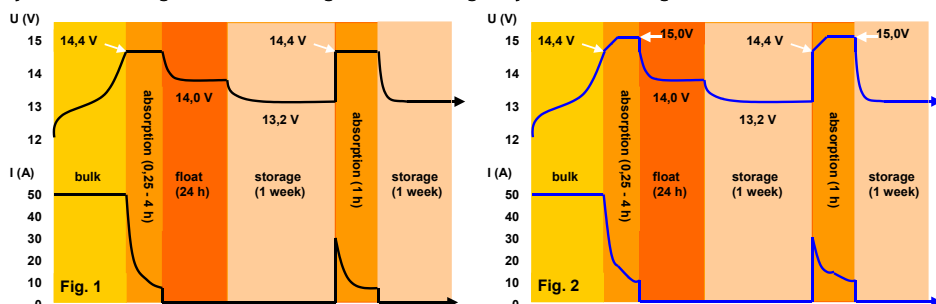 U (V)
15
14
13
12
14,4 V
14,0 V
13,2 V
14,4 V
I (A)
50
40
30
20
10
0
bulk
absorption (0,25 - 4 h)
float
(24 h)
storage
(1 week)
absorption (1 h)
storage
(1 week)
Fig. 1
U (V)
15
14
13
12
14,4 V
15,0V
14,0 V
13,2 V
14,4 V
15,0V
I (A)
50
40
30
20
10
0
bulk
absorption (0,25 - 4 h)
float
(24 h)
storage
(1 week)
absorption (1 h)
storage
(1 week)
Fig. 2